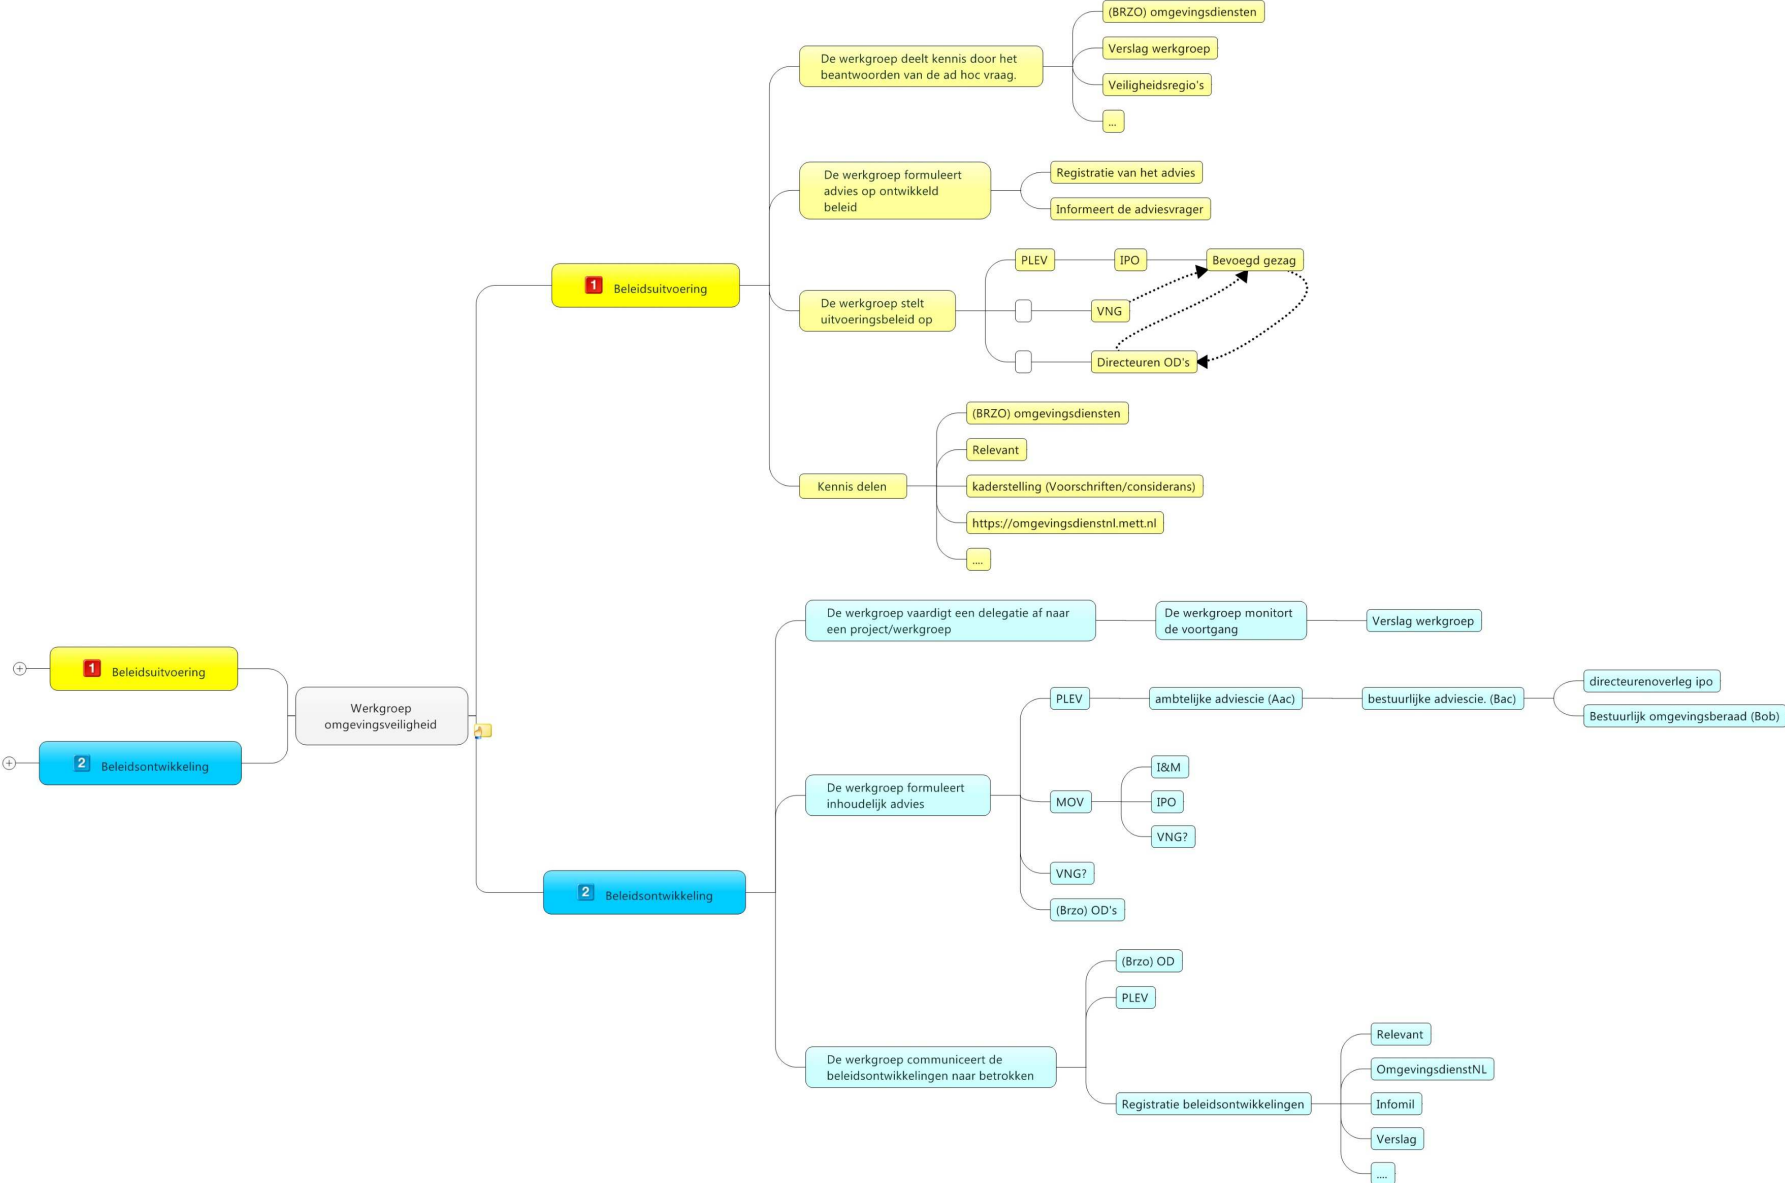 (BRZO) omgevingsdiensten
De werkgroep deelt kennis door het
beantwoorden van de ad hoc vraag.
Verslag werkgroep
Veiligheidsregio's
...
De werkgroep formuleert
advies op ontwikkeld
beleid
Registratie van het advies
Informeert de adviesvrager
1 Beleidsuitvoering
De werkgroep stelt
uitvoeringsbeleid op
PLEV
IPO
Bevoegd gezag
VNG
Directeuren OD's
Kennis delen
(BRZO) omgevingsdiensten
Relevant
kaderstelling (Voorschriften/considerans)
https://omgevingsdienstnl.mett.nl
....
1 Beleidsuitvoering
2 Beleidsontwikkeling
Werkgroep
omgevingsveiligheid
2 Beleidsontwikkeling
De werkgroep vaardigt een delegatie af naar
een project/werkgroep
De werkgroep monitort
de voortgang
Verslag werkgroep
De werkgroep formuleert
inhoudelijk advies
PLEV
ambtelijke adviescie (Aac)
bestuurlijke adviescie. (Bac)
directeurenoverleg ipo
Bestuurlijk omgevingsberaad (Bob)
MOV
I&M
IPO
VNG?
VNG?
(Brzo) OD's
De werkgroep communiceert de
beleidsontwikkelingen naar betrokken
(Brzo) OD
PLEV
Registratie beleidsontwikkelingen
Relevant
OmgevingsdienstNL
Infomil
Verslag
....